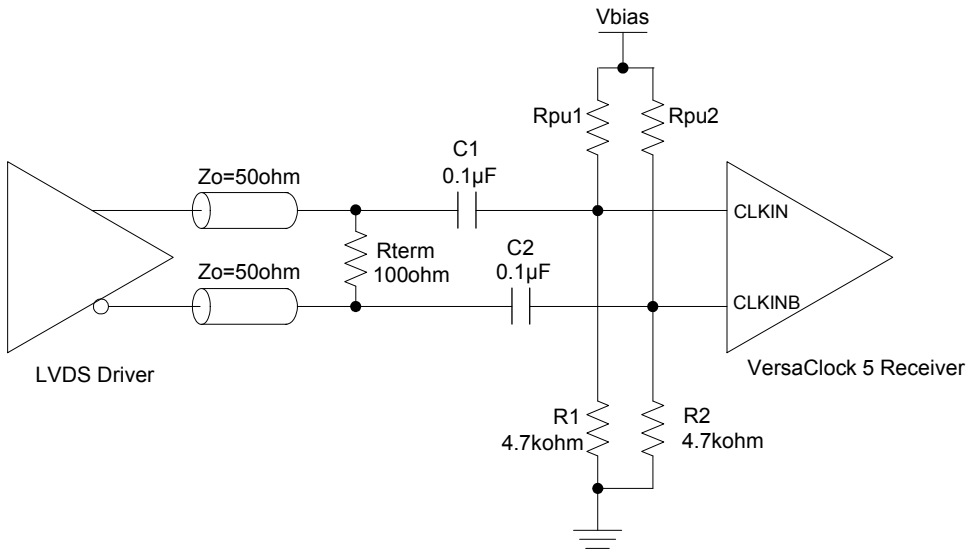 Vbias
Rpu1
Rpu2
C1
0.1µF
Zo=50ohm
CLKIN
Rterm
100ohm
C2
0.1µF
Zo=50ohm
CLKINB
LVDS Driver
VersaClock 5 Receiver
R1
4.7kohm
R2
4.7kohm